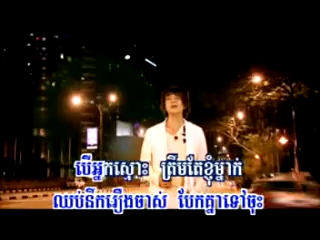 បើអ្នកស្មោះ ត្រឹមតែខ្ញុំម្នាក់
ឈប់នឹករឿងចាស់ បែកគ្នាទៅចុះ